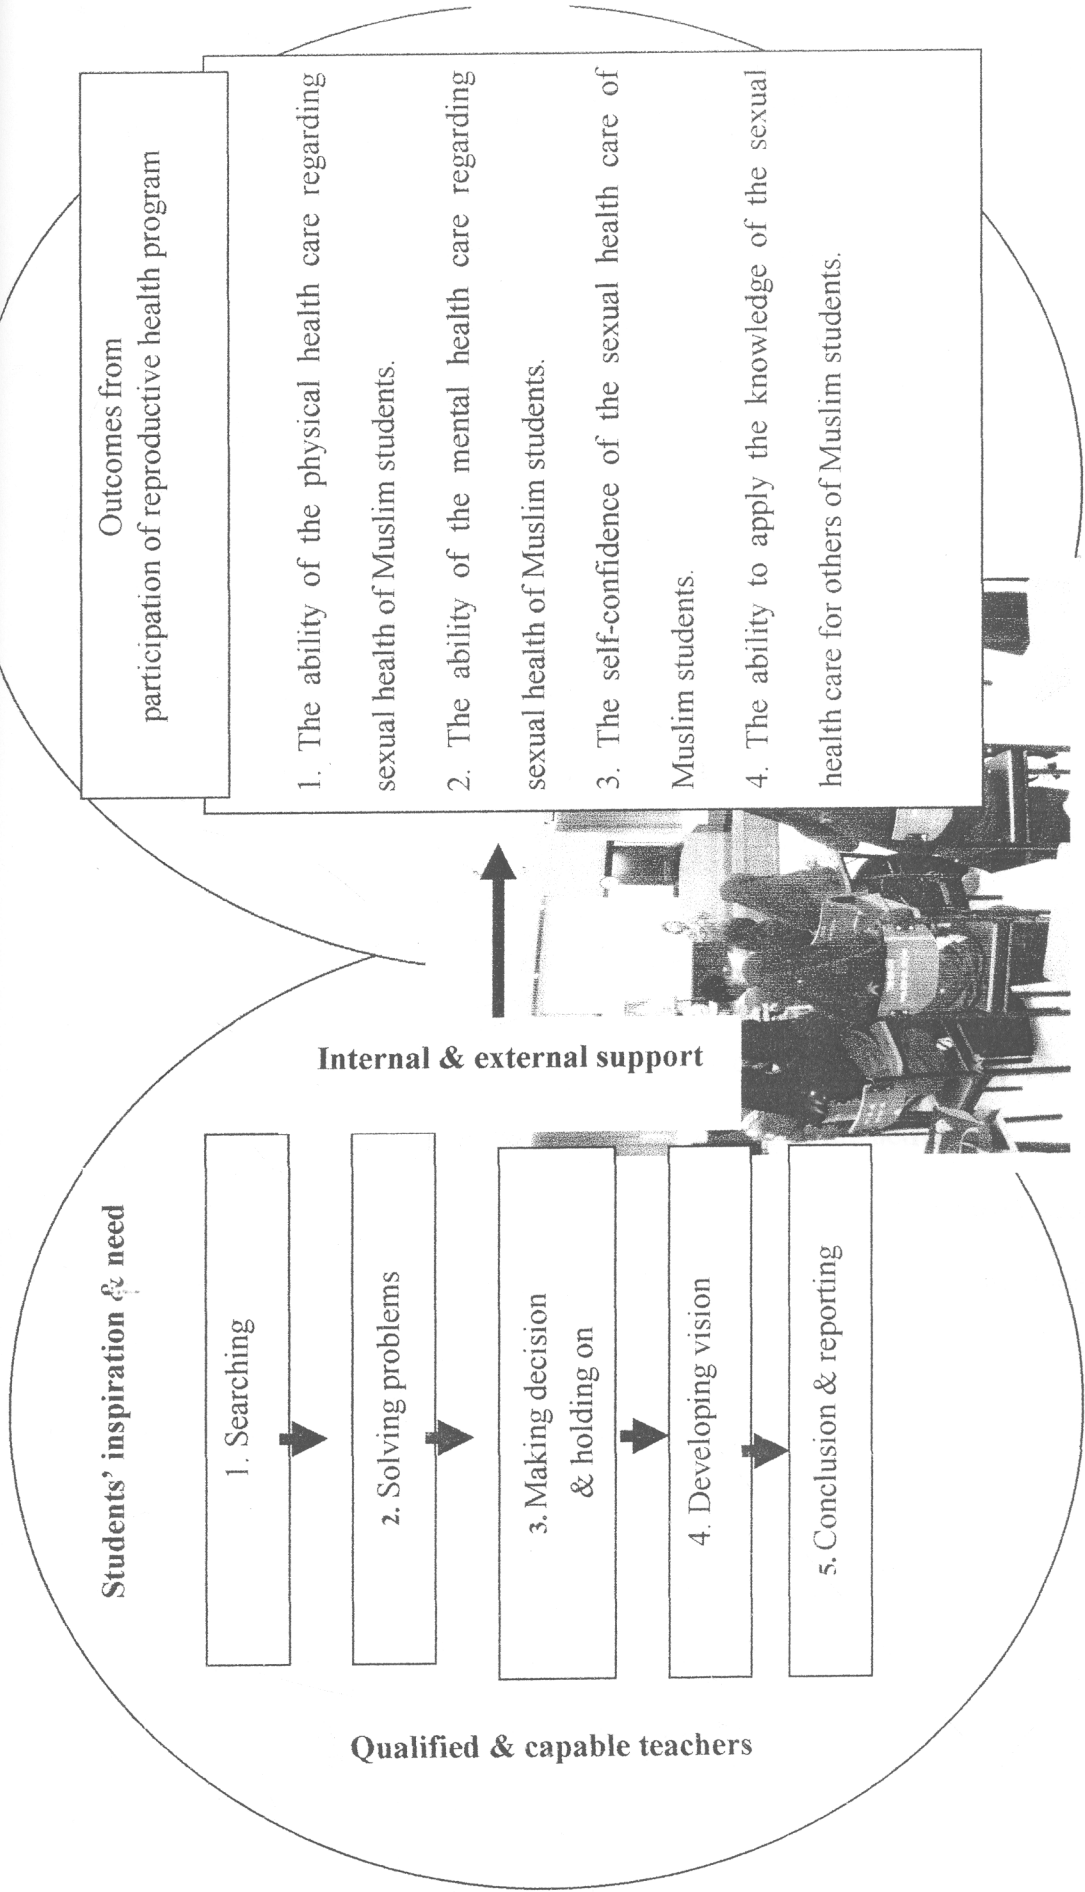 Students' inspiration & need
Qualified & capable teachers
1. Searching
2. Solving problems
3. Making decision
& holding on
4. Developing vision
5. Conclusion & reporting
Internal & external support
Outcomes from
participation of reproductive health program
1. The ability of the physical health care regarding
sexual health of Muslim students.
2. The ability of the mental health care regarding
sexual health of Muslim students.
3. The self-confidence of the sexual health care of
Muslim students.
4. The ability to apply the knowledge of the sexual
health care for others of Muslim students.